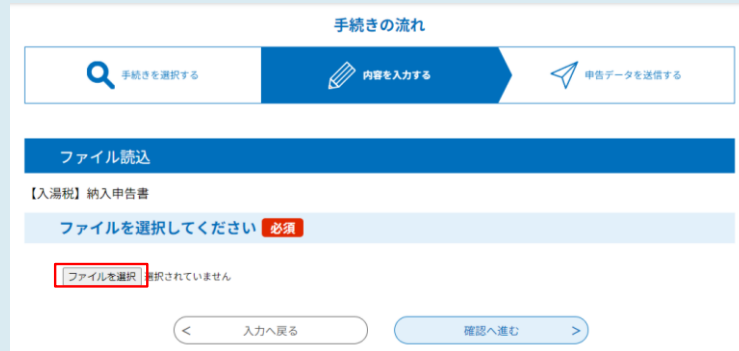 手続きの流れ
手続きを選択する
内容を入力する
申告データを送信する
ファイル読込
【入湯税】納入申告書
ファイルを選択してください 必須
ファイルを選択 選択されていません
< 入力へ戻る
確認へ進む >